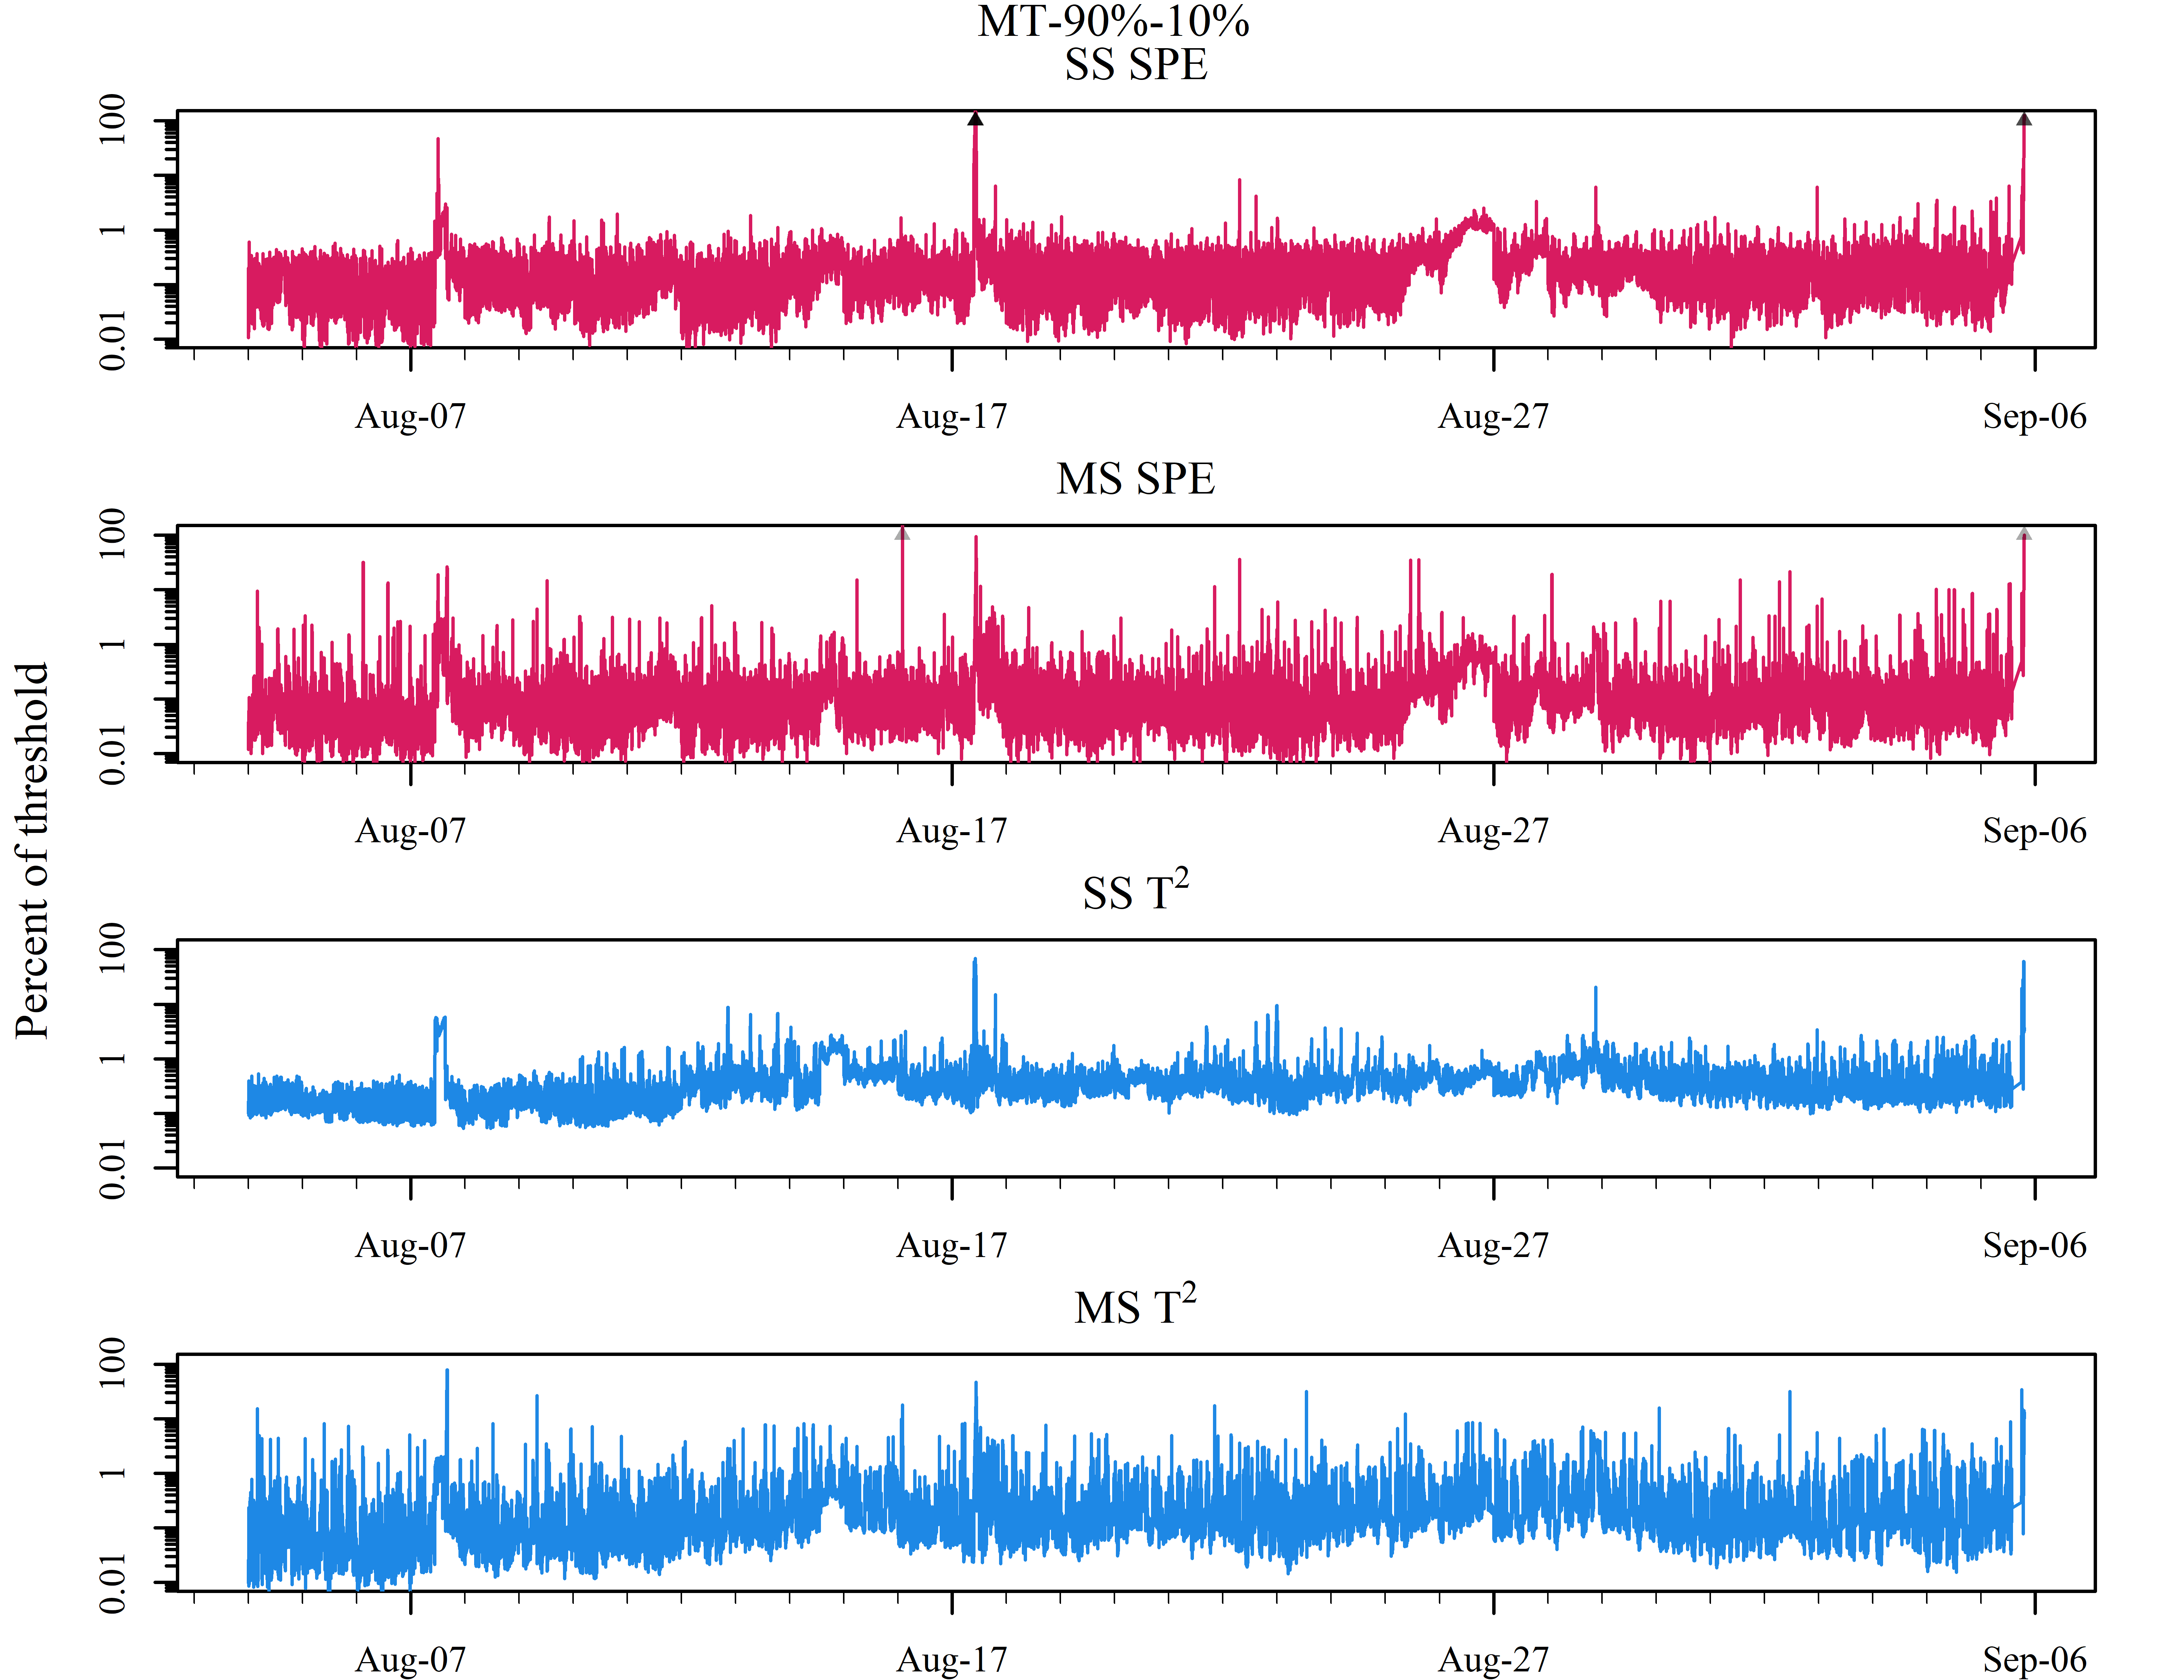 MT-90%-10%
SS SPE
100
1
0.01
Aug-07 Aug-17 Aug-27 Sep-06
MS SPE
100
1
0.01
Aug-07 Aug-17 Aug-27 Sep-06
Percent of threshold
SS T²
100
1
0.01
Aug-07 Aug-17 Aug-27 Sep-06
MS T²
100
1
0.01
Aug-07 Aug-17 Aug-27 Sep-06